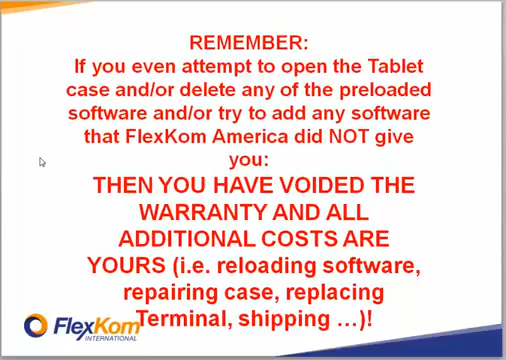 REMEMBER:
If you even attempt to open the Tablet
case and/or delete any of the preloaded
software and/or try to add any software
that FlexKom America did NOT give
you:
THEN YOU HAVE VOIDED THE
WARRANTY AND ALL
ADDITIONAL COSTS ARE
YOURS (i.e. reloading software,
repairing case, replacing
Terminal, shipping …)!
FlexKom
INTERNATIONAL